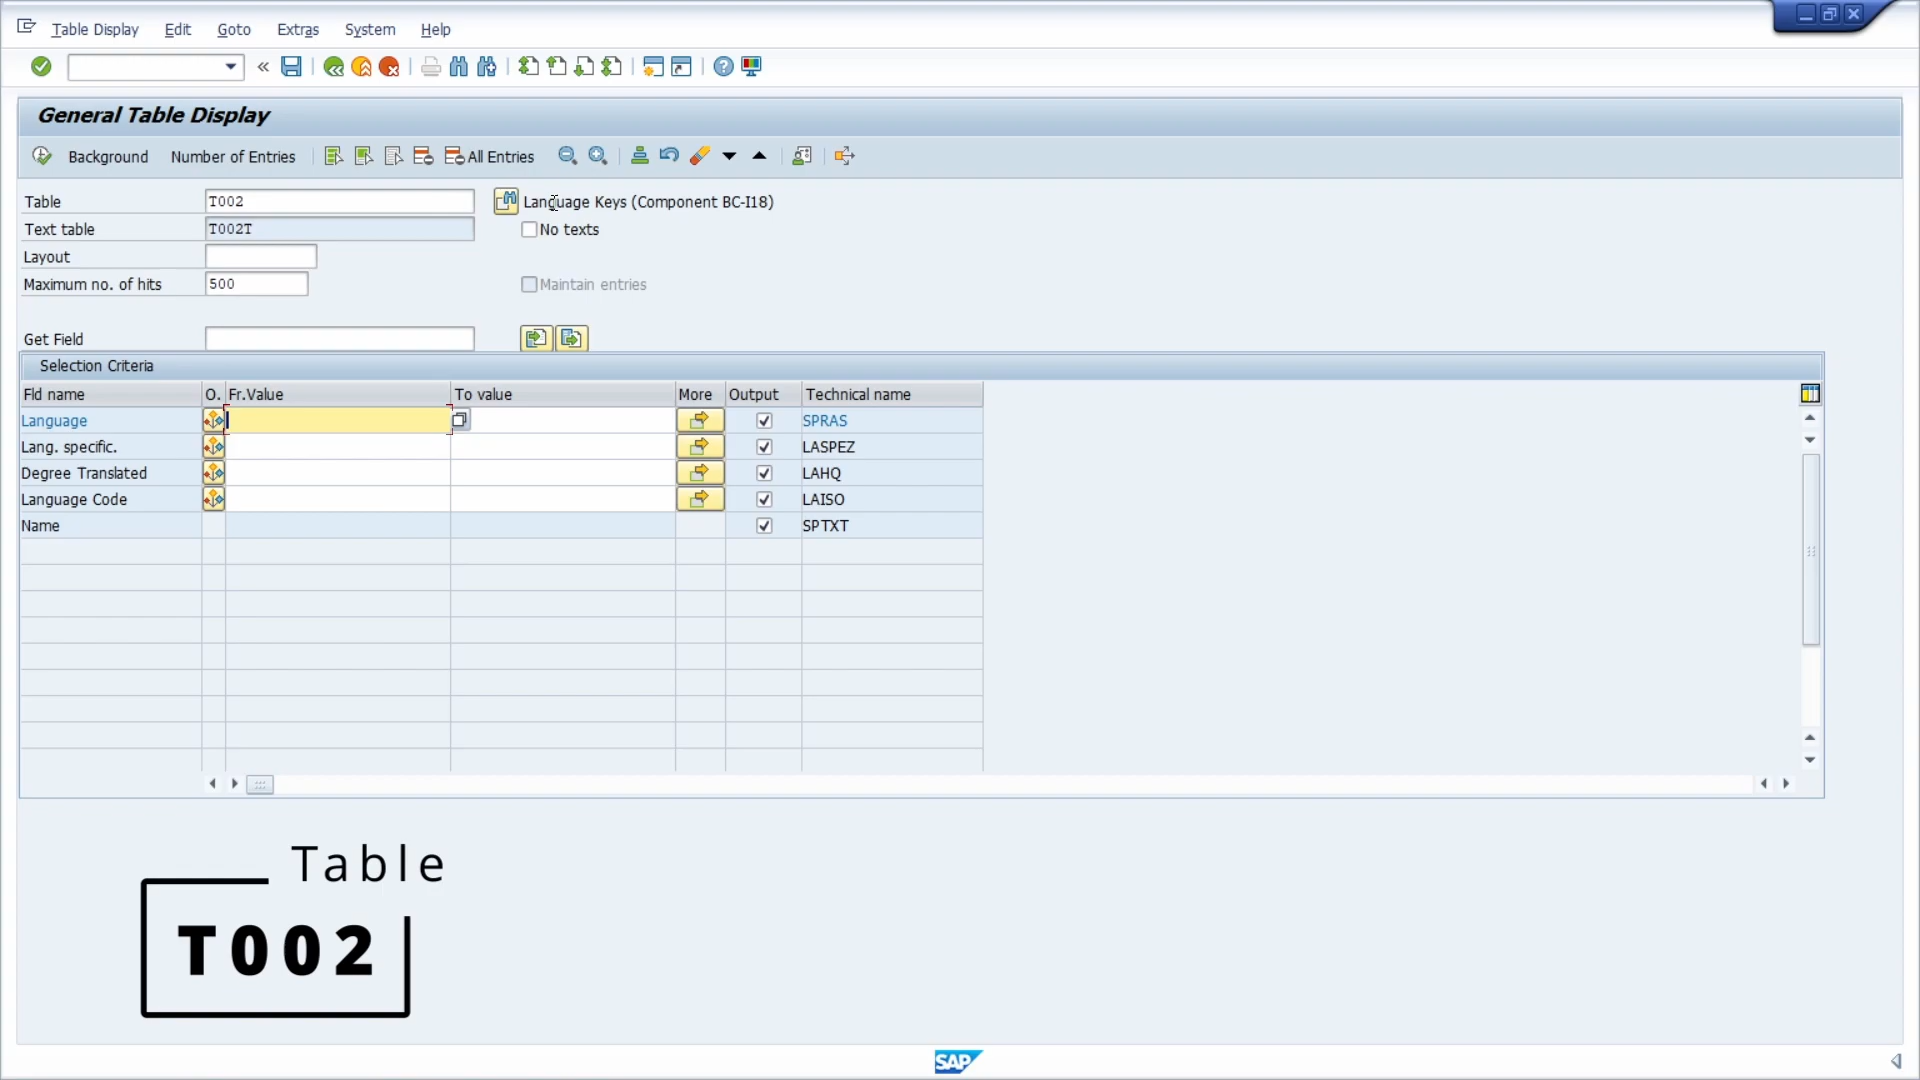 Table Display Edit Goto Extras System Help
General Table Display
Background Number of Entries All Entries
Table T002 Language Keys (Component BC-I18)
Text table T002T No texts
Layout
Maximum no. of hits 500 Maintain entries
Get Field
Selection Criteria
Fld name O. Fr.Value To value More Output Technical name
Language SPRAS
Lang. specific. LASPEZ
Degree Translated LAHQ
Language Code LAISO
Name SPTXT
Table
T002
SAP